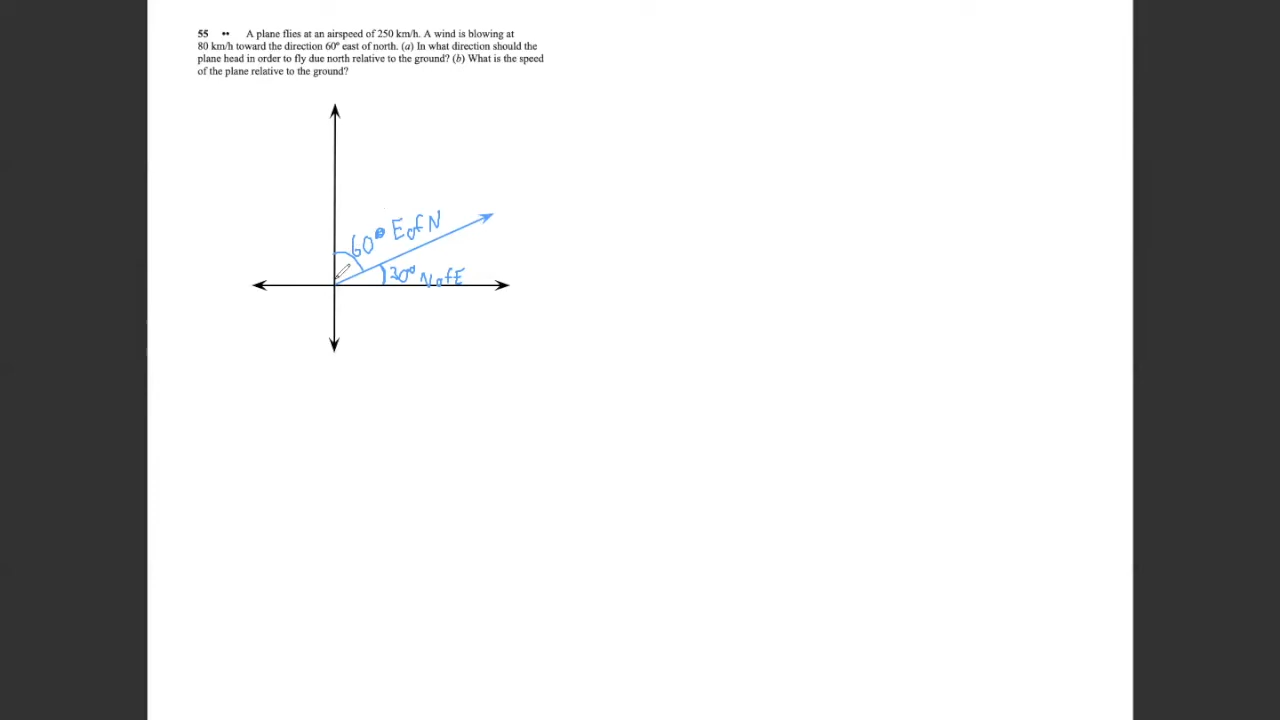 55 •• A plane flies at an airspeed of 250 km/h. A wind is blowing at
80 km/h toward the direction 60º east of north. (a) In what direction should the
plane head in order to fly due north relative to the ground? (b) What is the speed
of the plane relative to the ground?
60° E of N
30° N of E